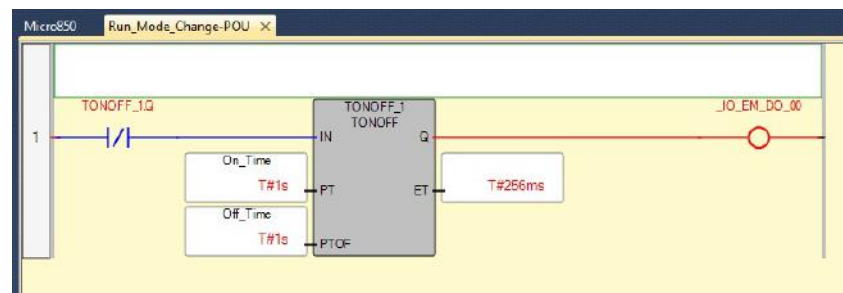 Micro850 Run_Mode_Change-POU
TONOFF_1.Q
TONOFF_1
TONOFF
_IO_EM_DO_00
1
IN
Q
On_Time
T#1s
PT
ET
T#256ms
Off_Time
T#1s
PTOF